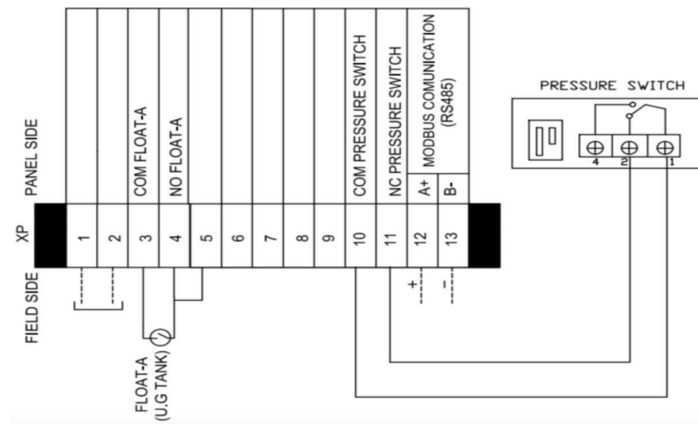 XP
PANEL SIDE
FIELD SIDE
COM FLOAT-A
NO FLOAT-A
COM PRESSURE SWITCH
NC PRESSURE SWITCH
A+
B-
MODBUS COMUNICATION
(RS485)
1
2
3
4
5
6
7
8
9
10
11
12
13
+
-
FLOAT-A
(U.G TANK)
PRESSURE SWITCH
4
2
1